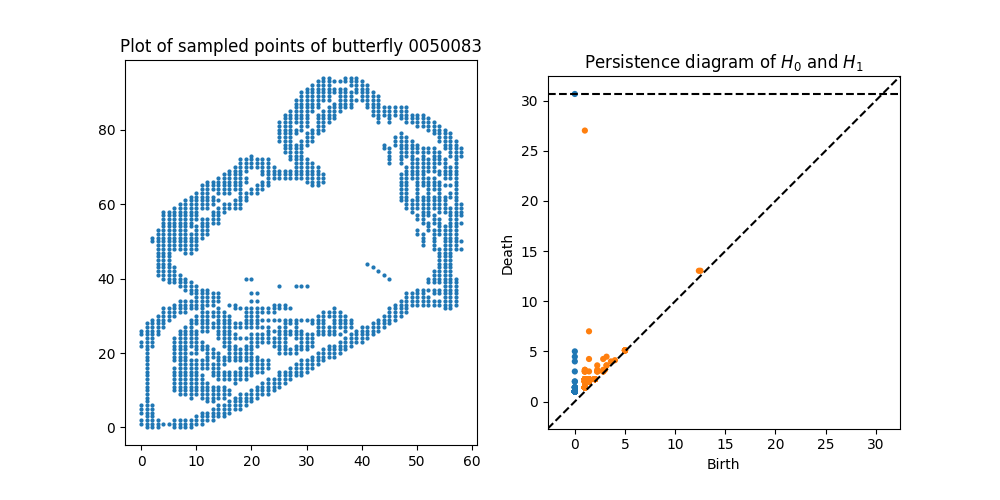 Plot of sampled points of butterfly 0050083
80
60
40
20
0
0 10 20 30 40 50 60
Persistence diagram of H₀ and H₁
30
25
20
15
10
5
0
Death
0 5 10 15 20 25 30
Birth